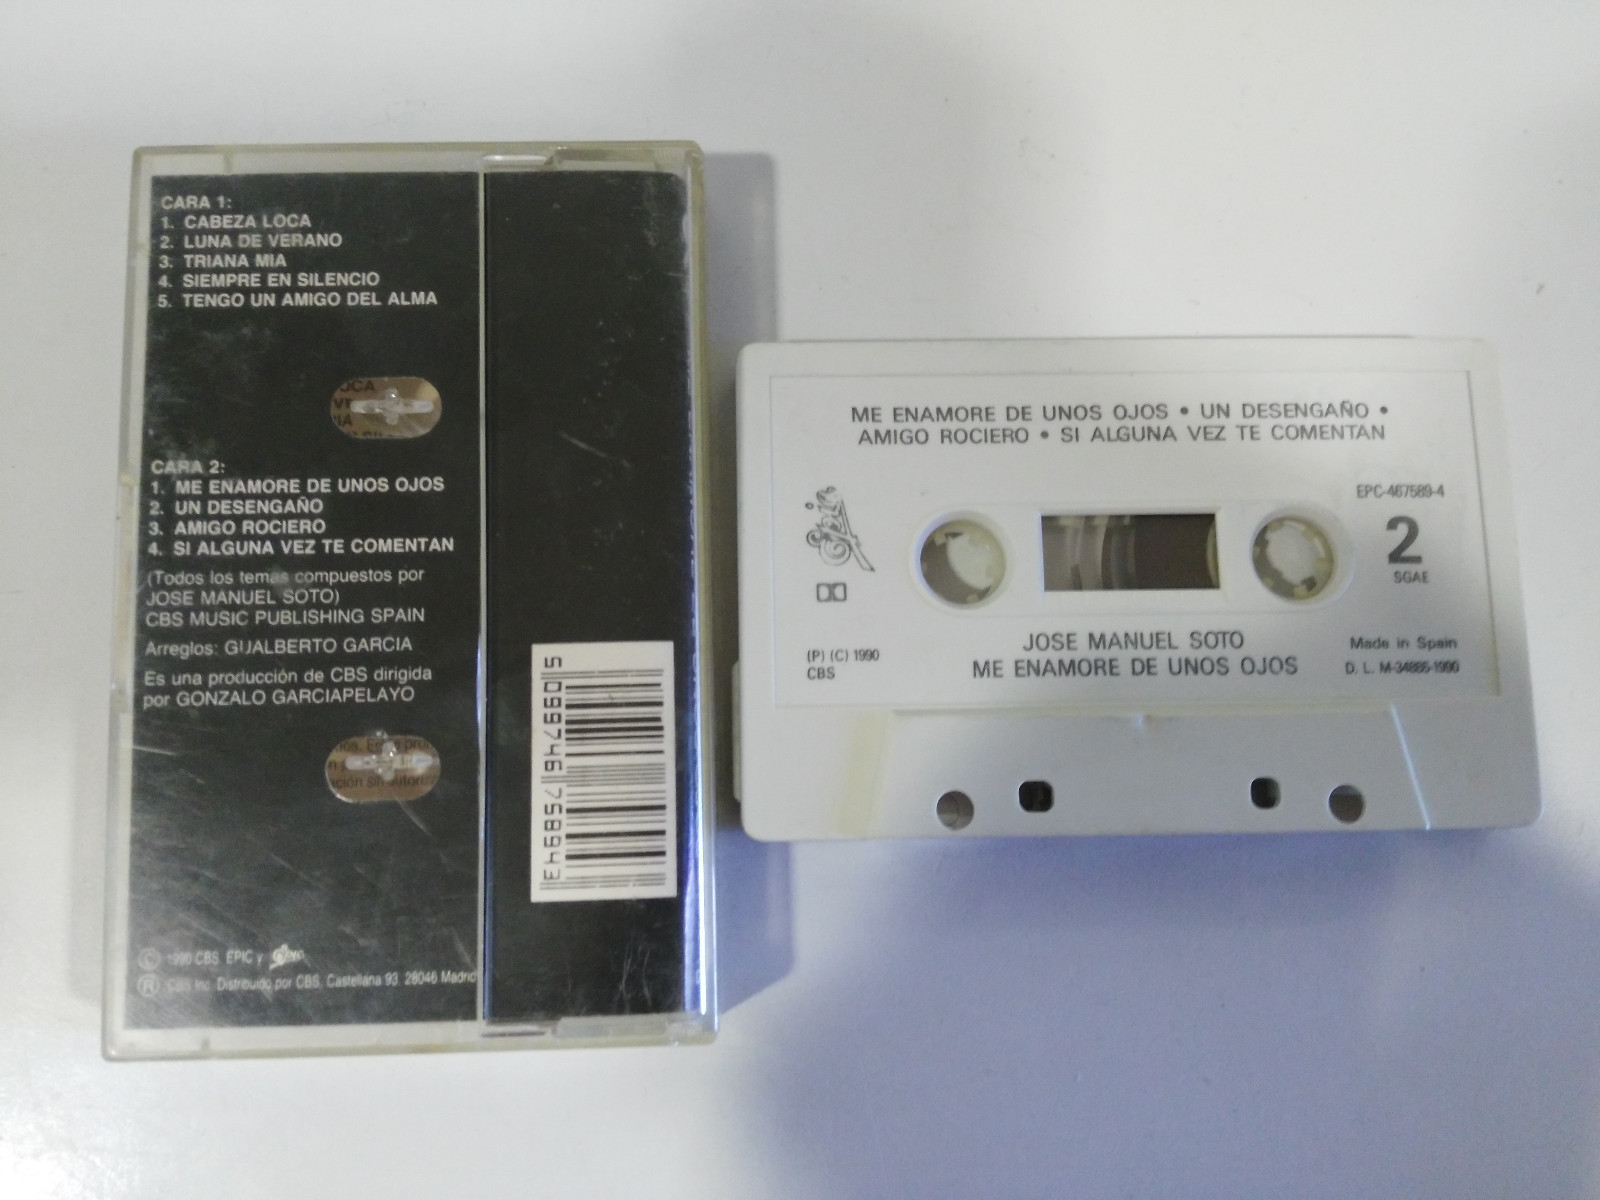 CARA 1:
1. CABEZA LOCA
2. LUNA DE VERANO
3. TRIANA MIA
4. SIEMPRE EN SILENCIO
5. TENGO UN AMIGO DEL ALMA
CARA 2:
1. ME ENAMORE DE UNOS OJOS
2. UN DESENGAÑO
3. AMIGO ROCIERO
4. SI ALGUNA VEZ TE COMENTAN
(Todos los temas compuestos por
JOSE MANUEL SOTO)
CBS MUSIC PUBLISHING SPAIN
Arreglos: GUALBERTO GARCIA
Es una producción de CBS dirigida
por GONZALO GARCIAPELAYO
© 1990 CBS, EPIC y Epic
Ⓡ CBS Inc. Distribuido por CBS, Castellana 93. 28046 Madrid
5 099746 758943
ME ENAMORE DE UNOS OJOS • UN DESENGAÑO •
AMIGO ROCIERO • SI ALGUNA VEZ TE COMENTAN
Epic
EPC-467589-4
2
SGAE
(P) (C) 1990
CBS
JOSE MANUEL SOTO
ME ENAMORE DE UNOS OJOS
Made in Spain
D. L. M-34885-1990